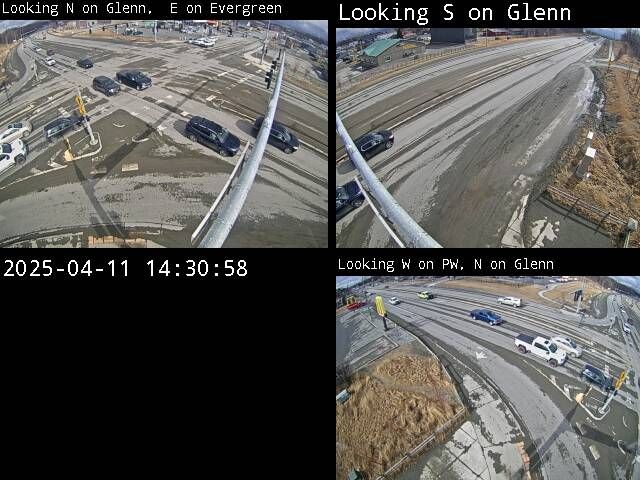 Looking N on Glenn,  E on Evergreen
Looking S on Glenn
2025-04-11 14:30:58
Looking W on PW, N on Glenn